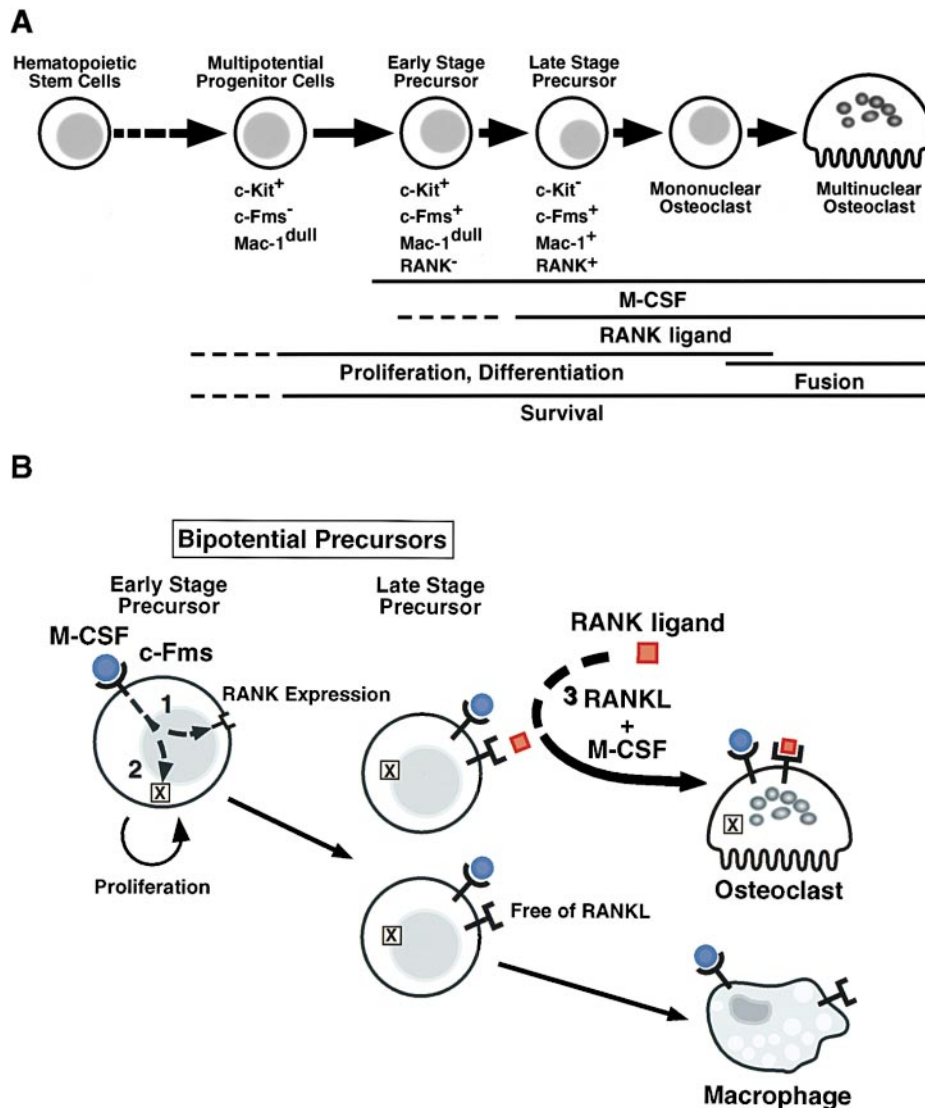 A
Hematopoietic
Stem Cells
Multipotential
Progenitor Cells
Early Stage
Precursor
Late Stage
Precursor
c-Kit+
c-Fms-
Mac-1dull
c-Kit+
c-Fms+
Mac-1dull
RANK-
c-Kit-
c-Fms+
Mac-1+
RANK+
Mononuclear
Osteoclast
Multinuclear
Osteoclast
M-CSF
RANK ligand
Proliferation, Differentiation
Fusion
Survival
B
Bipotential Precursors
Early Stage
Precursor
Late Stage
Precursor
M-CSF
c-Fms
RANK Expression
1
2
X
Proliferation
RANK ligand
3 RANKL
+
M-CSF
X
X
Osteoclast
X
Free of RANKL
Macrophage